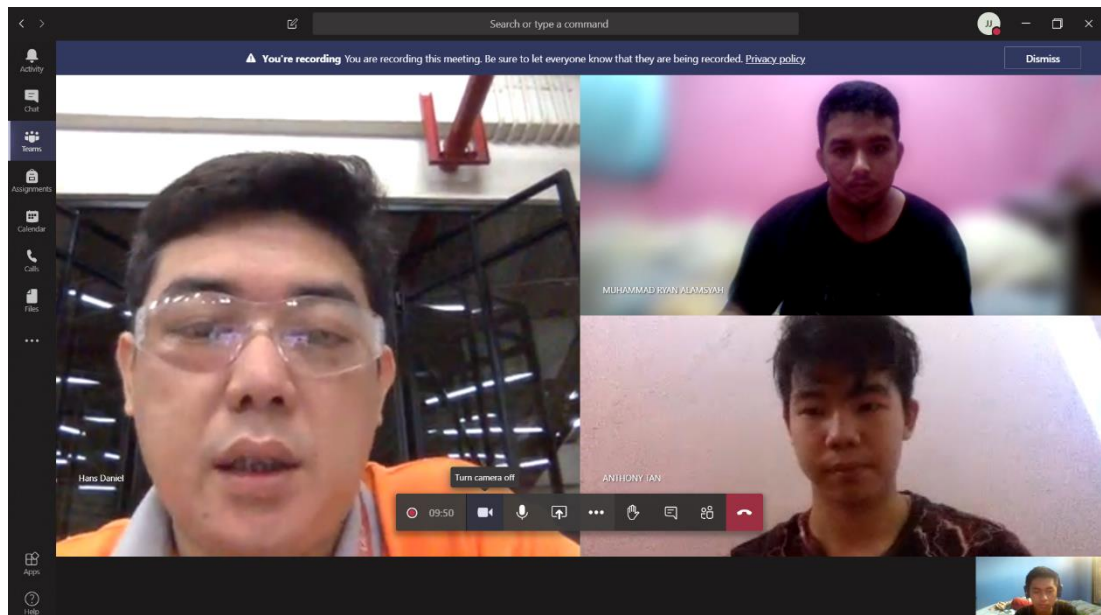 Search or type a command
JJ
Activity
Chat
Teams
Assignments
Calendar
Calls
Files
Apps
Help
You're recording You are recording this meeting. Be sure to let everyone know that they are being recorded. Privacy policy
Dismiss
MUHAMMAD RYAN ALAMSYAH
Hans Daniel
Turn camera off
ANTHONY IAN
09:50